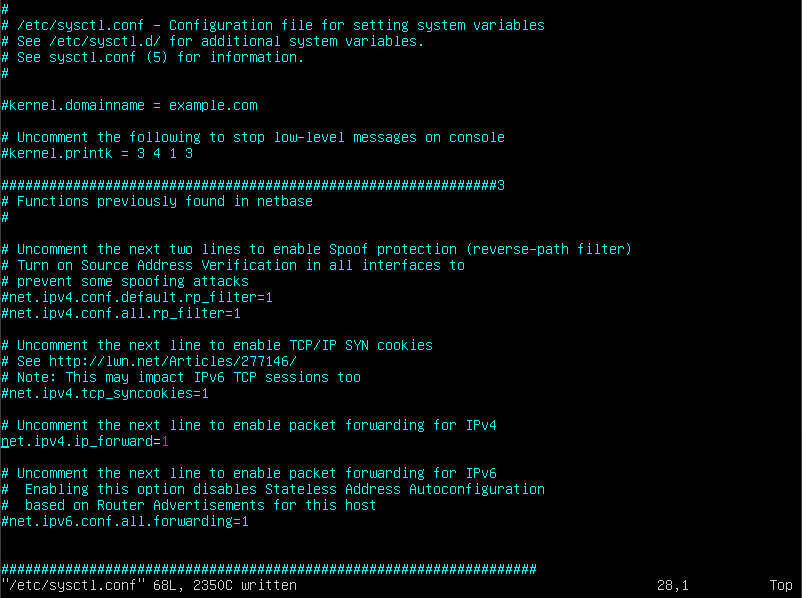 #
# /etc/sysctl.conf - Configuration file for setting system variables
# See /etc/sysctl.d/ for additional system variables.
# See sysctl.conf (5) for information.
#
#kernel.domainname = example.com
# Uncomment the following to stop low-level messages on console
#kernel.printk = 3 4 1 3
##############################################################3
# Functions previously found in netbase
#
# Uncomment the next two lines to enable Spoof protection (reverse-path filter)
# Turn on Source Address Verification in all interfaces to
# prevent some spoofing attacks
#net.ipv4.conf.default.rp_filter=1
#net.ipv4.conf.all.rp_filter=1
# Uncomment the next line to enable TCP/IP SYN cookies
# See http://lwn.net/Articles/277146/
# Note: This may impact IPv6 TCP sessions too
#net.ipv4.tcp_syncookies=1
# Uncomment the next line to enable packet forwarding for IPv4
net.ipv4.ip_forward=1
# Uncomment the next line to enable packet forwarding for IPv6
#  Enabling this option disables Stateless Address Autoconfiguration
#  based on Router Advertisements for this host
#net.ipv6.conf.all.forwarding=1
###################################################################
"/etc/sysctl.conf" 68L, 2350C written 28,1 Top